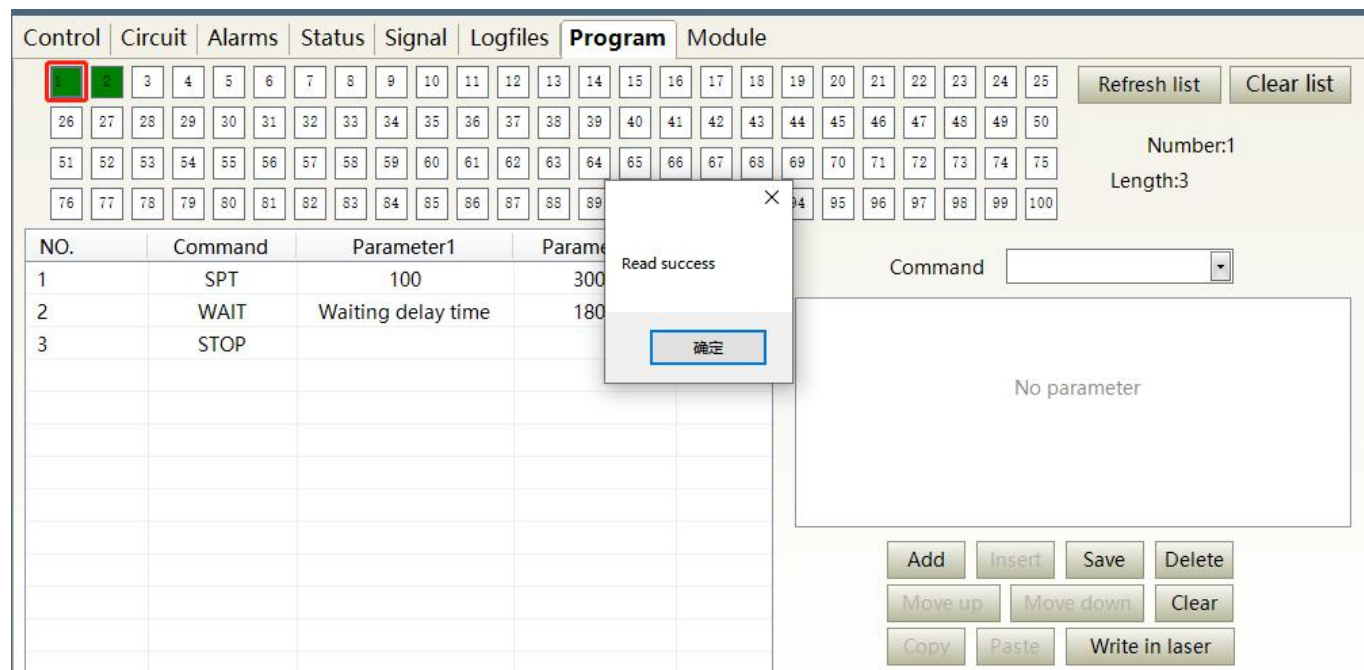 Control Circuit Alarms Status Signal Logfiles Program Module
1 2 3 4 5 6 7 8 9 10 11 12 13 14 15 16 17 18 19 20 21 22 23 24 25 Refresh list Clear list
26 27 28 29 30 31 32 33 34 35 36 37 38 39 40 41 42 43 44 45 46 47 48 49 50
Number:1
51 52 53 54 55 56 57 58 59 60 61 62 63 64 65 66 67 68 69 70 71 72 73 74 75
Length:3
76 77 78 79 80 81 82 83 84 85 86 87 88 89 94 95 96 97 98 99 100
NO. Command Parameter1 Parame
Read success
Command
1 SPT 100 300
2 WAIT Waiting delay time 180
3 STOP
确定
No parameter
Add Insert Save Delete
Move up Move down Clear
Copy Paste Write in laser